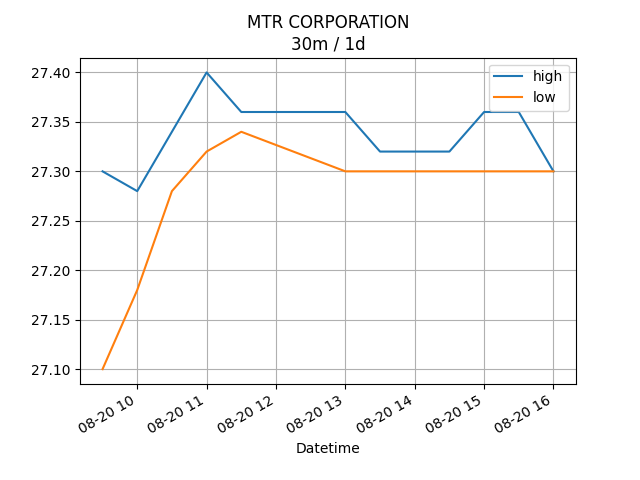 MTR CORPORATION
30m / 1d
high
low
27.40
27.35
27.30
27.25
27.20
27.15
27.10
08-20 10
08-20 11
08-20 12
08-20 13
08-20 14
08-20 15
08-20 16
Datetime